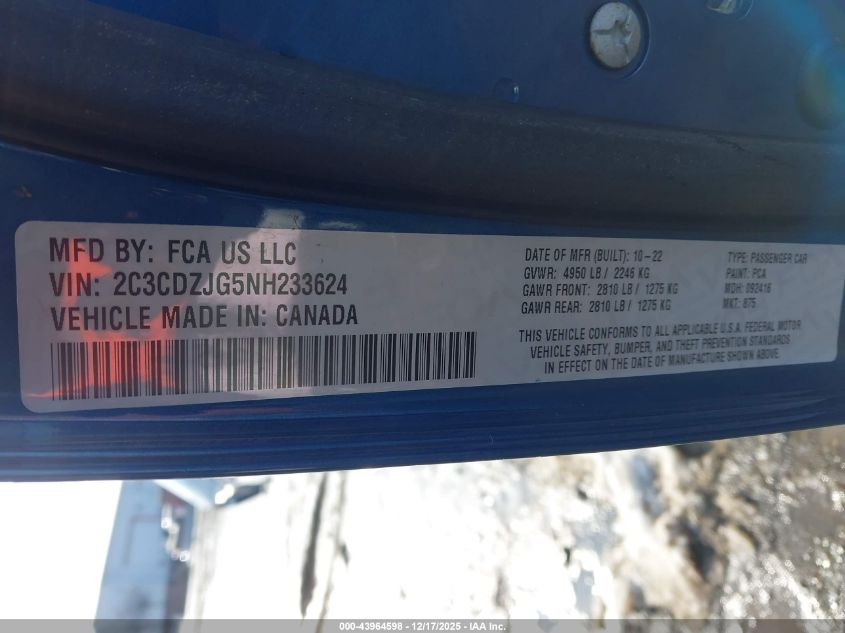 MFD BY: FCA US LLC
VIN: 2C3CDZJG5NH233624
VEHICLE MADE IN: CANADA
DATE OF MFR (BUILT): 10-22
GVWR: 4950 LB / 2246 KG
GAWR FRONT: 2810 LB / 1275 KG
GAWR REAR: 2810 LB / 1275 KG
TYPE: PASSENGER CAR
PAINT: PCA
MDH: 092416
MKT: 875
THIS VEHICLE CONFORMS TO ALL APPLICABLE U.S.A. FEDERAL MOTOR
VEHICLE SAFETY, BUMPER, AND THEFT PREVENTION STANDARDS
IN EFFECT ON THE DATE OF MANUFACTURE SHOWN ABOVE.
000-43964598 - 12/17/2025 - IAA Inc.